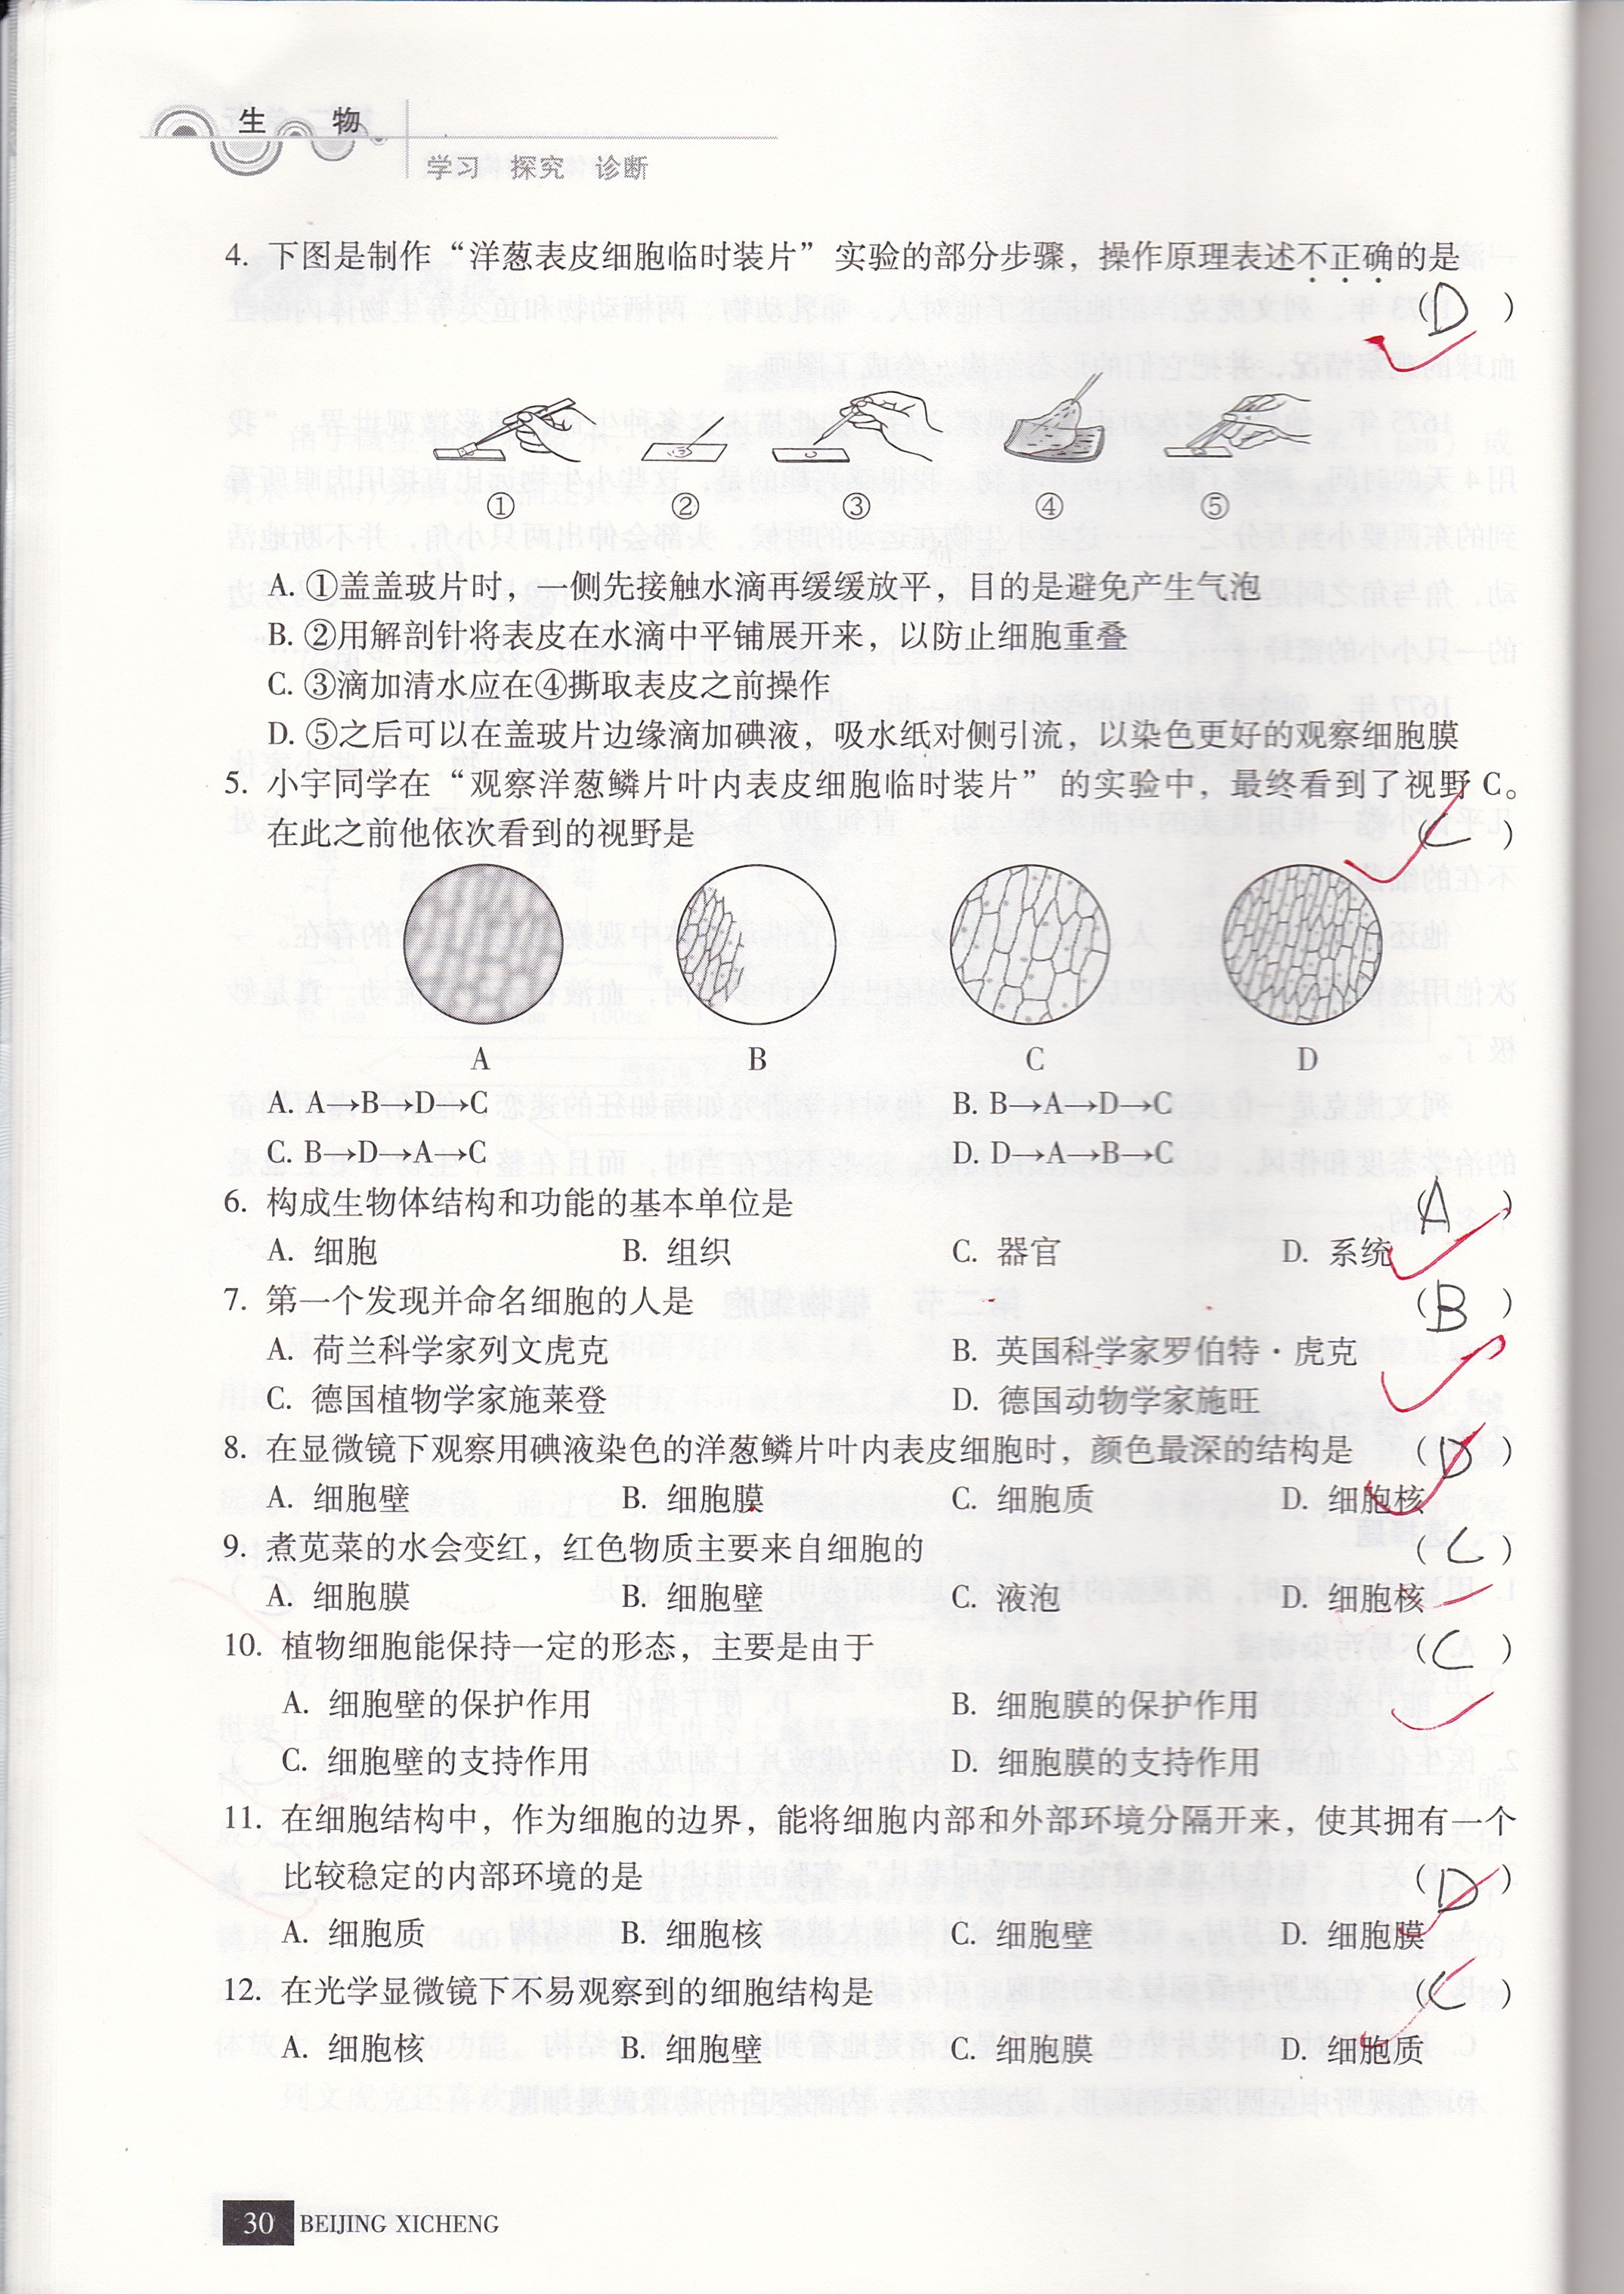 生 物
学习 探究 诊断
4. 下图是制作“洋葱表皮细胞临时装片”实验的部分步骤，操作原理表述不正确的是
( D )
① ② ③ ④ ⑤
A. ①盖盖玻片时，一侧先接触水滴再缓缓放平，目的是避免产生气泡
B. ②用解剖针将表皮在水滴中平铺展开来，以防止细胞重叠
C. ③滴加清水应在④撕取表皮之前操作
D. ⑤之后可以在盖玻片边缘滴加碘液，吸水纸对侧引流，以染色更好的观察细胞膜
5. 小宇同学在“观察洋葱鳞片叶内表皮细胞临时装片”的实验中，最终看到了视野 C。
在此之前他依次看到的视野是 ( C )
A B C D
A. A→B→D→C B. B→A→D→C
C. B→D→A→C D. D→A→B→C
6. 构成生物体结构和功能的基本单位是 ( A )
A. 细胞 B. 组织 C. 器官 D. 系统
7. 第一个发现并命名细胞的人是 ( B )
A. 荷兰科学家列文虎克 B. 英国科学家罗伯特·虎克
C. 德国植物学家施莱登 D. 德国动物学家施旺
8. 在显微镜下观察用碘液染色的洋葱鳞片叶内表皮细胞时，颜色最深的结构是 ( D )
A. 细胞壁 B. 细胞膜 C. 细胞质 D. 细胞核
9. 煮苋菜的水会变红，红色物质主要来自细胞的 ( C )
A. 细胞膜 B. 细胞壁 C. 液泡 D. 细胞核
10. 植物细胞能保持一定的形态，主要是由于 ( C )
A. 细胞壁的保护作用 B. 细胞膜的保护作用
C. 细胞壁的支持作用 D. 细胞膜的支持作用
11. 在细胞结构中，作为细胞的边界，能将细胞内部和外部环境分隔开来，使其拥有一个
比较稳定的内部环境的是 ( D )
A. 细胞质 B. 细胞核 C. 细胞壁 D. 细胞膜
12. 在光学显微镜下不易观察到的细胞结构是 ( C )
A. 细胞核 B. 细胞壁 C. 细胞膜 D. 细胞质
30 BEIJING XICHENG